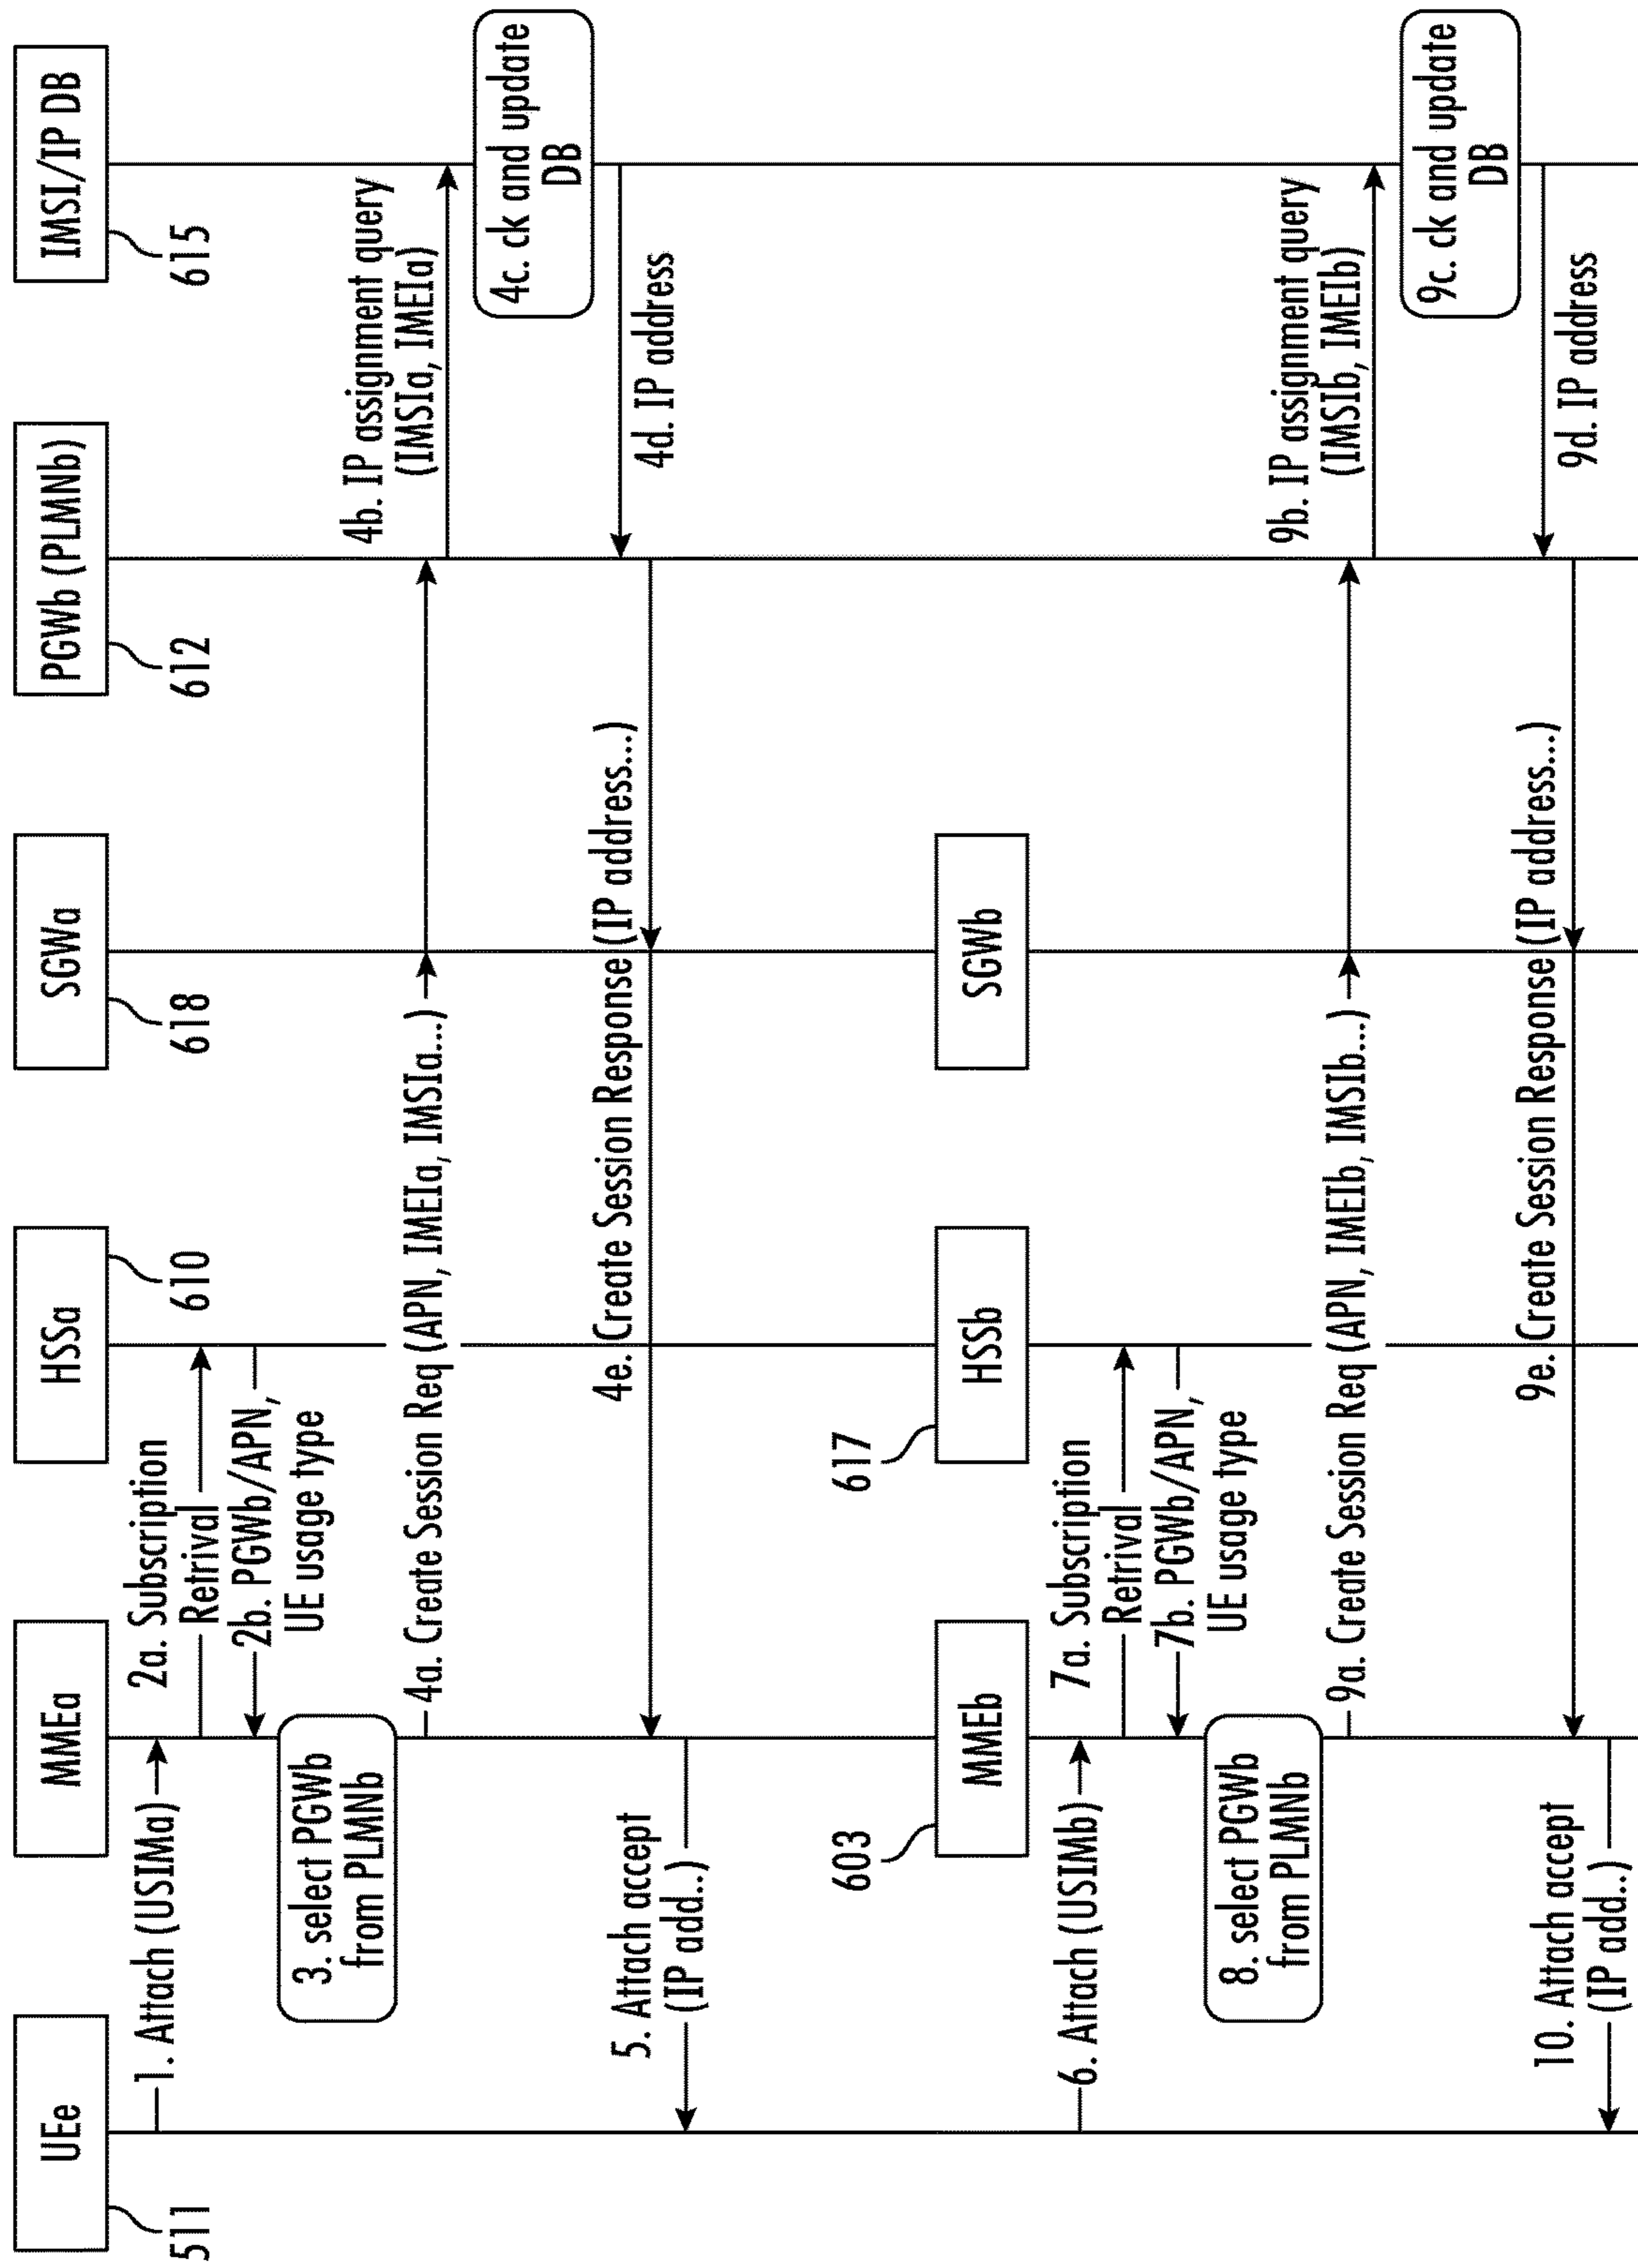 UEe
MMEa
HSSa
SGWa
PGWb (PLMNb)
IMSI/IP DB
511
610
618
612
615
1. Attach (USIMa)
2a. Subscription
Retrival
2b. PGWb/APN,
UE usage type
3. select PGWb
from PLMNb
4a. Create Session Req (APN, IMEIa, IMSIa...)
4b. IP assignment query
(IMSIa, IMEIa)
4c. ck and update
DB
4d. IP address
4e. Create Session Response (IP address...)
5. Attach accept
(IP add..)
MMEb
HSSb
SGWb
603
617
6. Attach (USIMb)
7a. Subscription
Retrival
7b. PGWb/APN,
UE usage type
8. select PGWb
from PLMNb
9a. Create Session Req (APN, IMEIb, IMSIb...)
9b. IP assignment query
(IMSIb, IMEIb)
9c. ck and update
DB
9d. IP address
9e. Create Session Response (IP address...)
10. Attach accept
(IP add..)